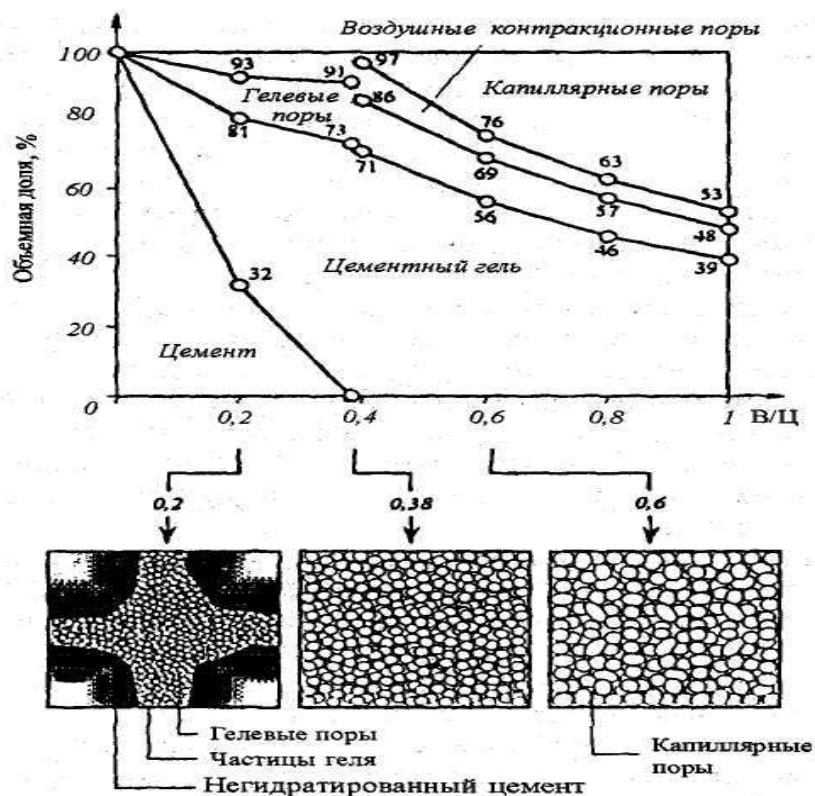 Воздушные контракционные поры
Объемная доля, %
100
80
60
40
20
0
93
91
97
Гелевые
поры
86
Капиллярные поры
81
73
71
76
69
63
56
57
53
46
48
39
32
Цементный гель
Цемент
0,2
0,4
0,6
0,8
1
В/Ц
0,2
0,38
0,6
Гелевые поры
Частицы геля
Негидратированный цемент
Капиллярные
поры